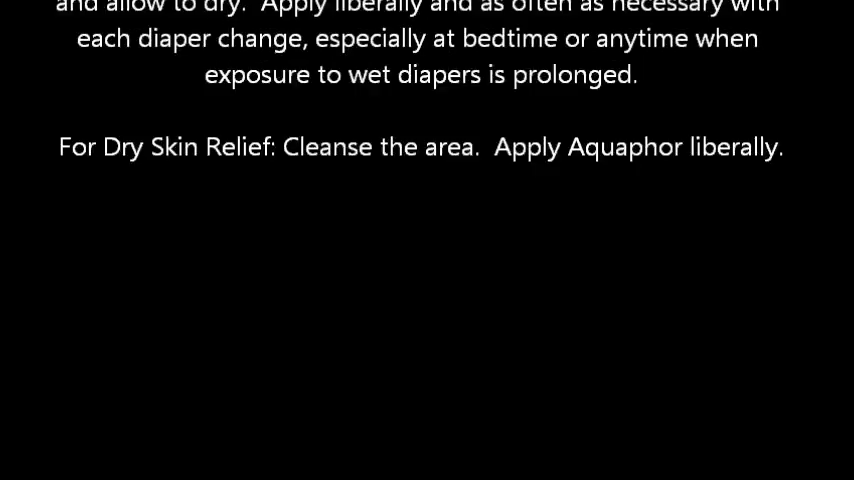 and allow to dry.  Apply liberally and as often as necessary with
each diaper change, especially at bedtime or anytime when
exposure to wet diapers is prolonged.
For Dry Skin Relief: Cleanse the area.  Apply Aquaphor liberally.